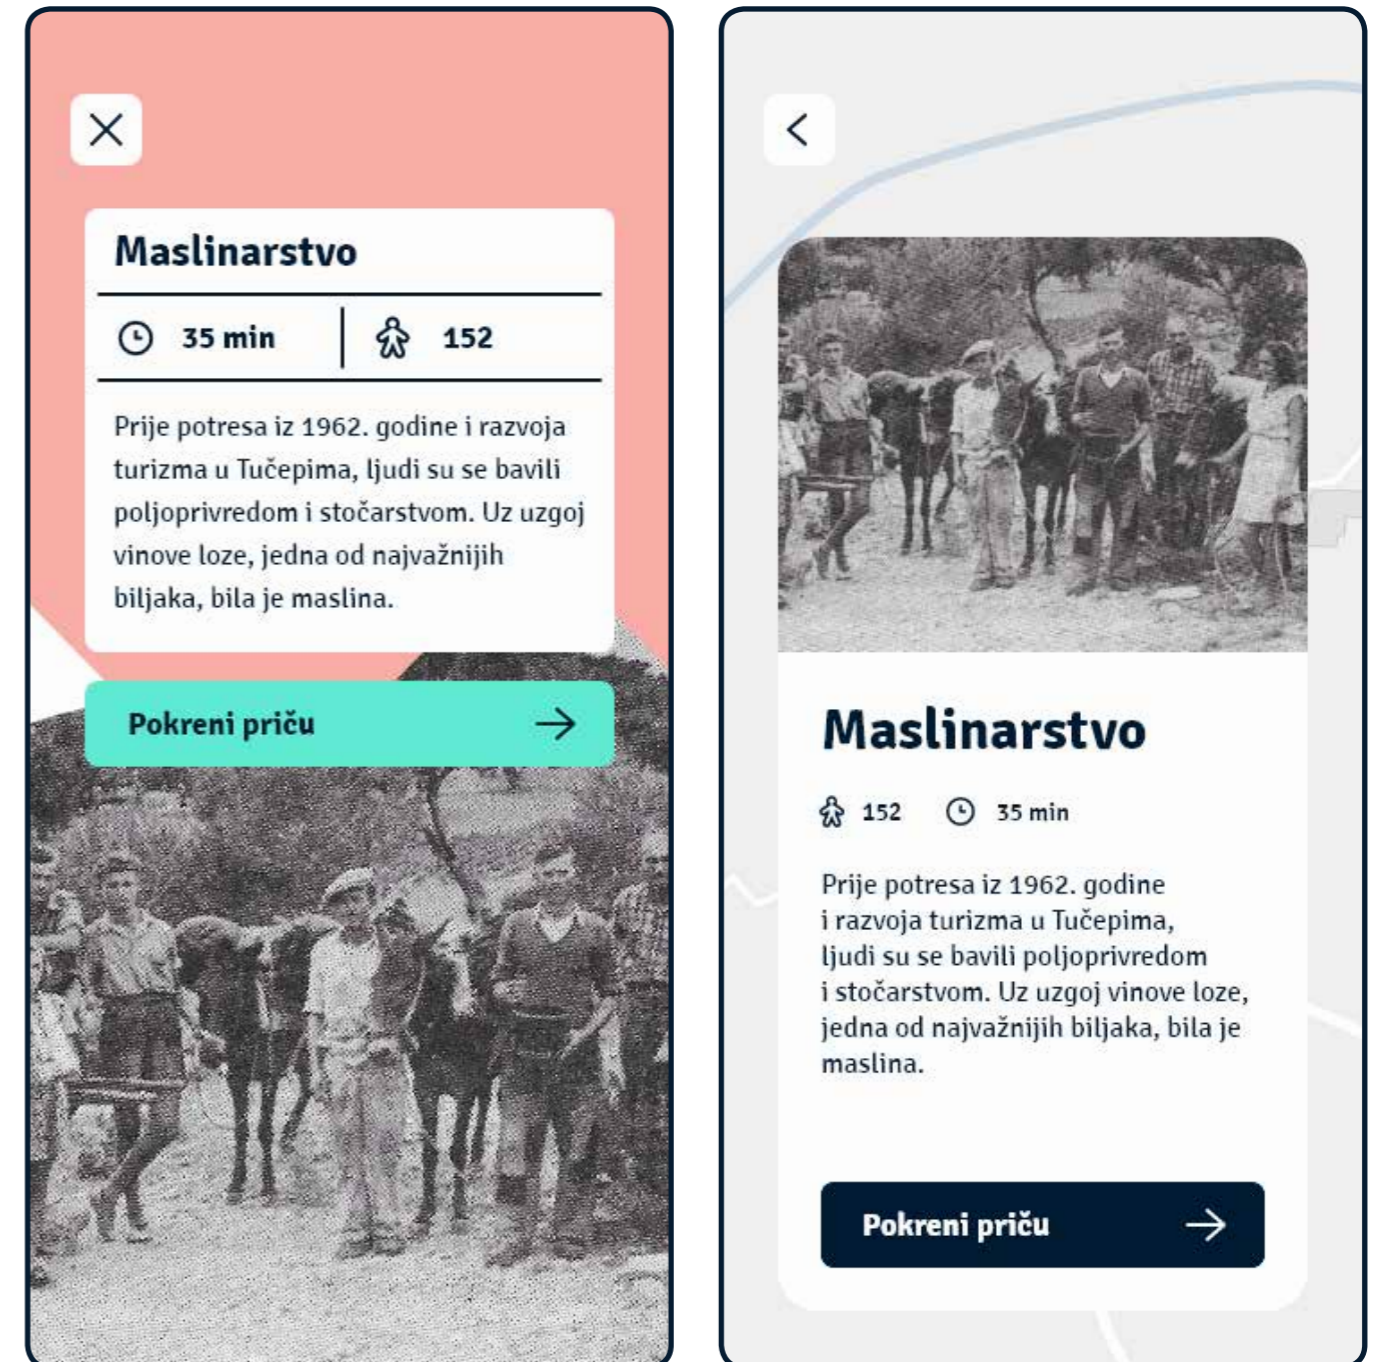 Maslinarstvo
35 min
152
Prije potresa iz 1962. godine i razvoja
turizma u Tučepima, ljudi su se bavili
poljoprivredom i stočarstvom. Uz uzgoj
vinove loze, jedna od najvažnijih
biljaka, bila je maslina.
Pokreni priču
Maslinarstvo
152
35 min
Prije potresa iz 1962. godine
i razvoja turizma u Tučepima,
ljudi su se bavili poljoprivredom
i stočarstvom. Uz uzgoj vinove loze,
jedna od najvažnijih biljaka, bila je
maslina.
Pokreni priču